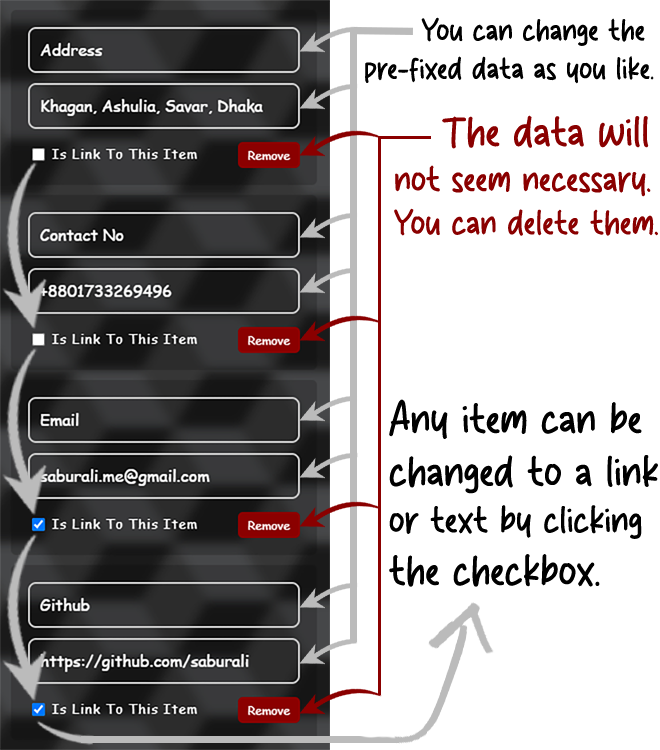 Address
Khagan, Ashulia, Savar, Dhaka
Is Link To This Item
Remove
Contact No
+8801733269496
Is Link To This Item
Remove
Email
saburali.me@gmail.com
Is Link To This Item
Remove
Github
https://github.com/saburali
Is Link To This Item
Remove
You can change the
pre-fixed data as you like.
The data will
not seem necessary.
You can delete them.
Any item can be
changed to a link
or text by clicking
the checkbox.